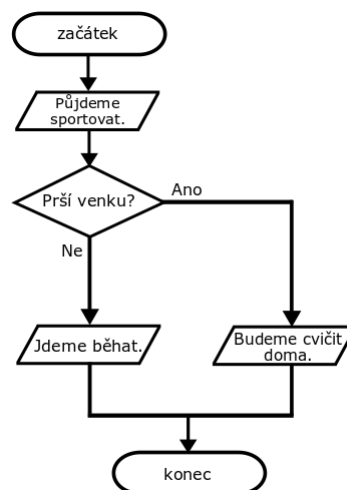 začátek
Půjdeme
sportovat.
Prší venku?
Ano
Ne
Jdeme běhat.
Budeme cvičit
doma.
konec